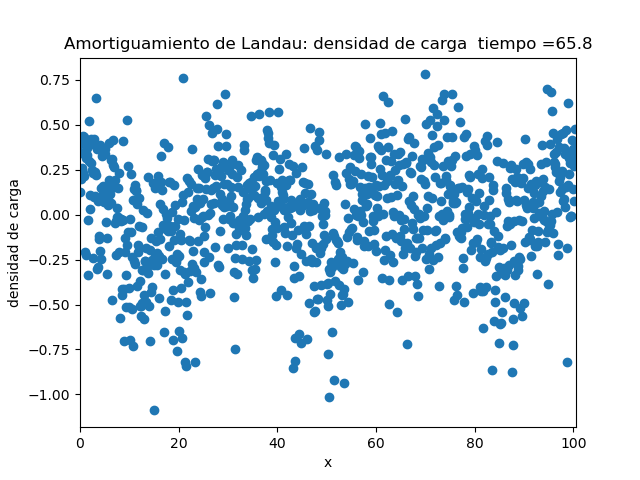 Amortiguamiento de Landau: densidad de carga  tiempo =65.8
0.75
0.50
0.25
0.00
−0.25
−0.50
−0.75
−1.00
densidad de carga
0 20 40 60 80 100
x